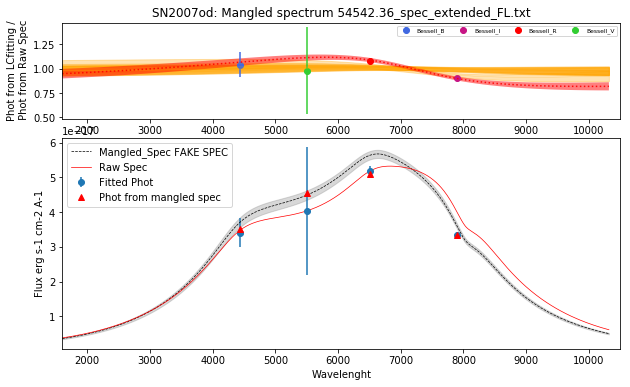 SN2007od: Mangled spectrum 54542.36_spec_extended_FL.txt
Phot from LCfitting /
Phot from Raw Spec
1.25
1.00
0.75
0.50
Bessell_B
Bessell_I
Bessell_R
Bessell_V
2000 3000 4000 5000 6000 7000 8000 9000 10000
1e−17
Flux erg s-1 cm-2 A-1
6
5
4
3
2
1
Mangled_Spec FAKE SPEC
Raw Spec
Fitted Phot
Phot from mangled spec
2000 3000 4000 5000 6000 7000 8000 9000 10000
Wavelenght